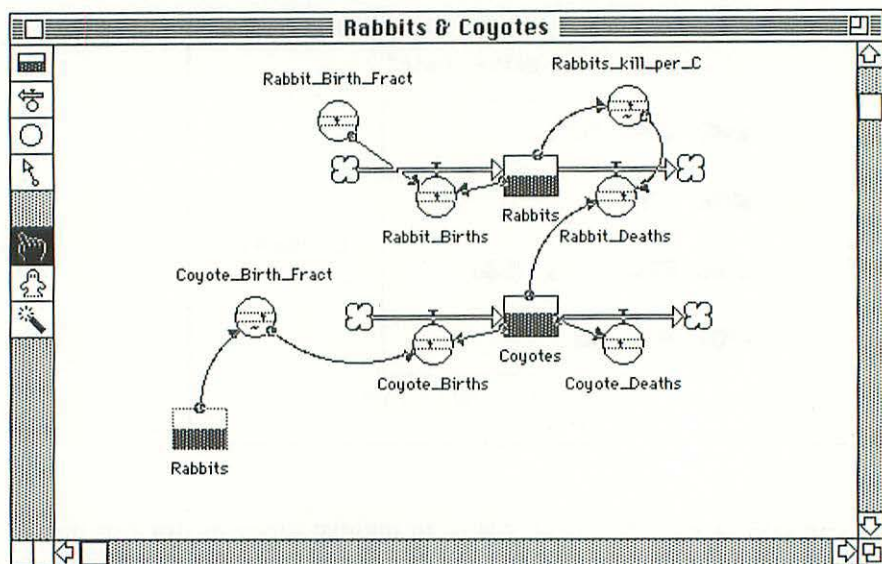 Rabbits & Coyotes
Rabbit_Birth_Fract
Rabbits_kill_per_C
Rabbits
Rabbit_Births
Rabbit_Deaths
Coyote_Birth_Fract
Coyotes
Coyote_Births
Coyote_Deaths
Rabbits